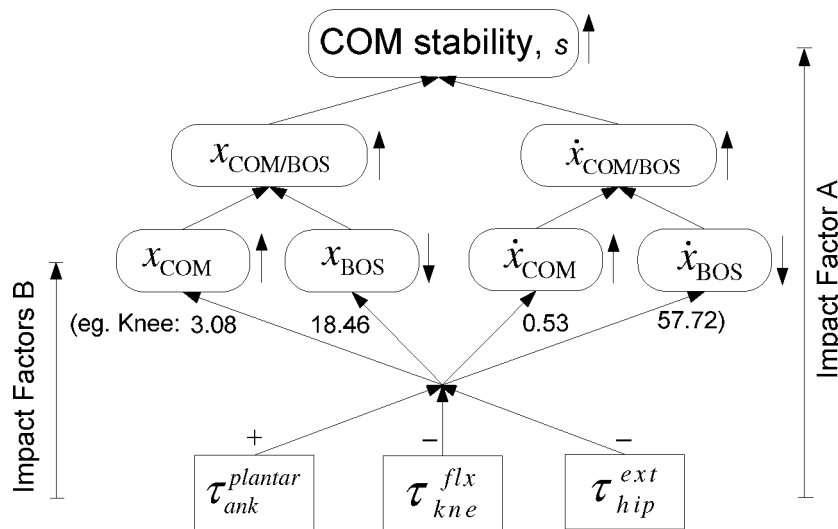 COM stability, s
x_COM/BOS
ẋ_COM/BOS
x_COM
x_BOS
ẋ_COM
ẋ_BOS
(eg. Knee: 3.08
18.46
0.53
57.72)
+
−
−
τ_ank^plantar
τ_kne^flx
τ_hip^ext
Impact Factors B
Impact Factor A